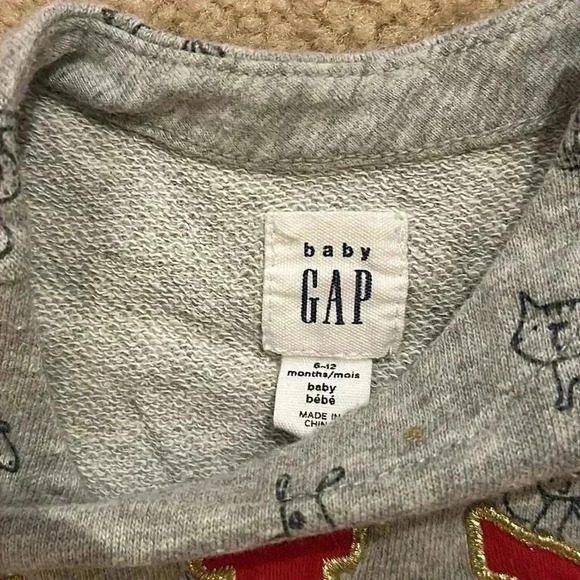 baby
GAP
6-12
months/mois
baby
bébé
MADE IN
CHIN